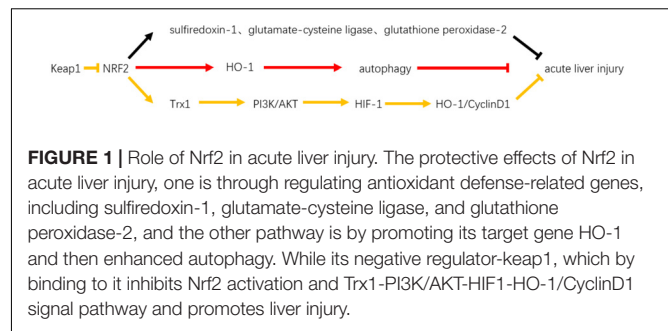 sulfiredoxin-1、glutamate-cysteine ligase、glutathione peroxidase-2
Keap1 NRF2 HO-1 autophagy acute liver injury
Trx1 PI3K/AKT HIF-1 HO-1/CyclinD1
FIGURE 1 | Role of Nrf2 in acute liver injury. The protective effects of Nrf2 in
acute liver injury, one is through regulating antioxidant defense-related genes,
including sulfiredoxin-1, glutamate-cysteine ligase, and glutathione
peroxidase-2, and the other pathway is by promoting its target gene HO-1
and then enhanced autophagy. While its negative regulator-keap1, which by
binding to it inhibits Nrf2 activation and Trx1-PI3K/AKT-HIF1-HO-1/CyclinD1
signal pathway and promotes liver injury.